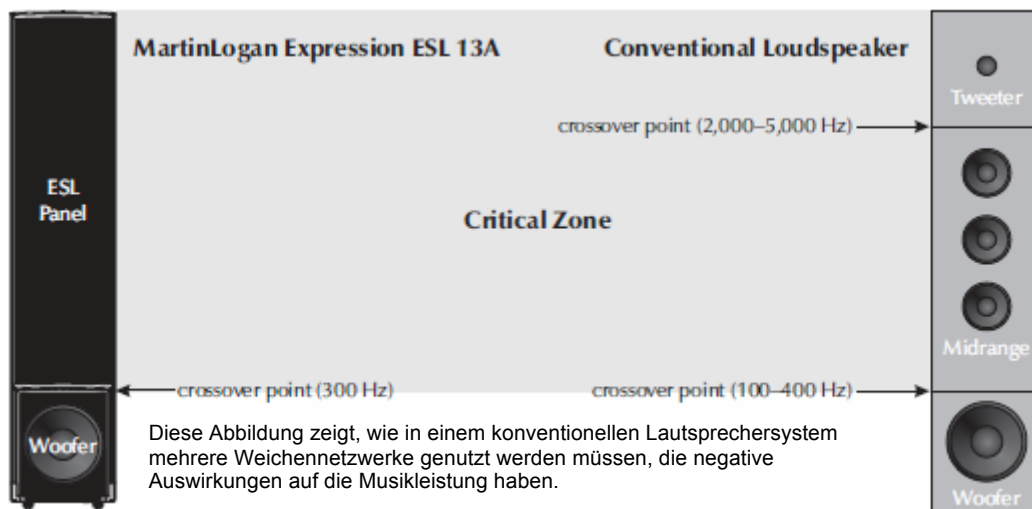 MartinLogan Expression ESL 13A
Conventional Loudspeaker
Tweeter
crossover point (2,000–5,000 Hz)
ESL
Panel
Critical Zone
Midrange
crossover point (300 Hz)
crossover point (100–400 Hz)
Woofer
Diese Abbildung zeigt, wie in einem konventionellen Lautsprechersystem
mehrere Weichennetzwerke genutzt werden müssen, die negative
Auswirkungen auf die Musikleistung haben.
Woofer